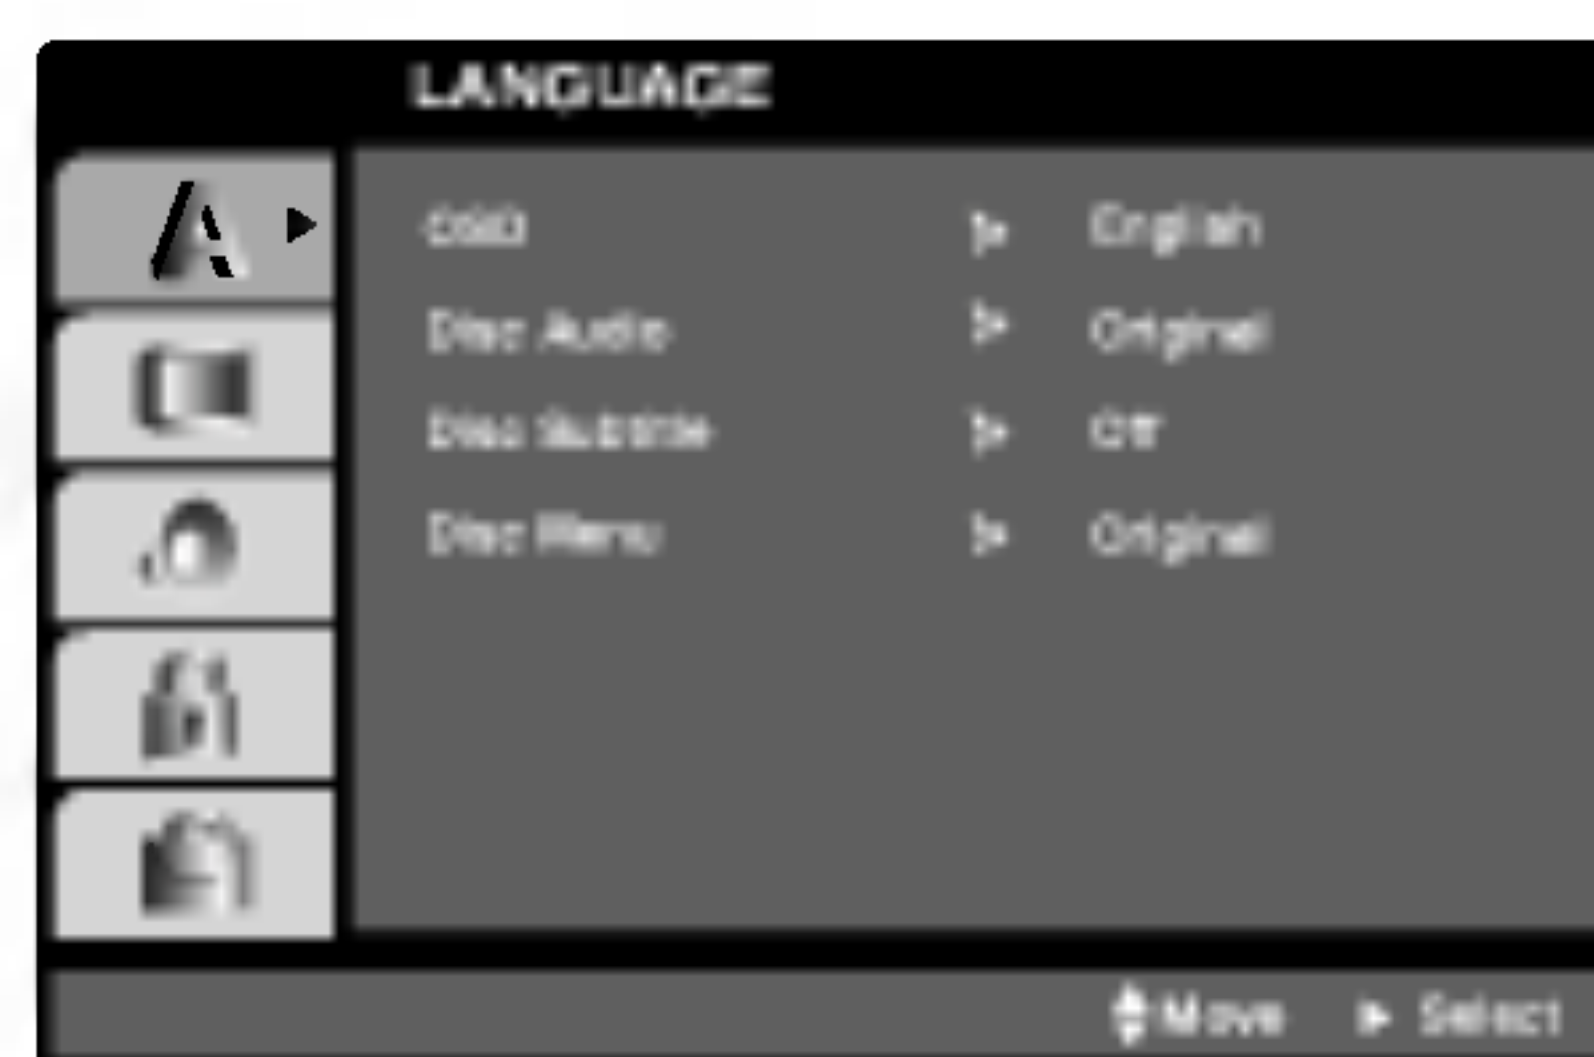 LANGUAGE
OSD English
Disc Audio Original
Disc Subtitle Off
Disc Menu Original
Move Select